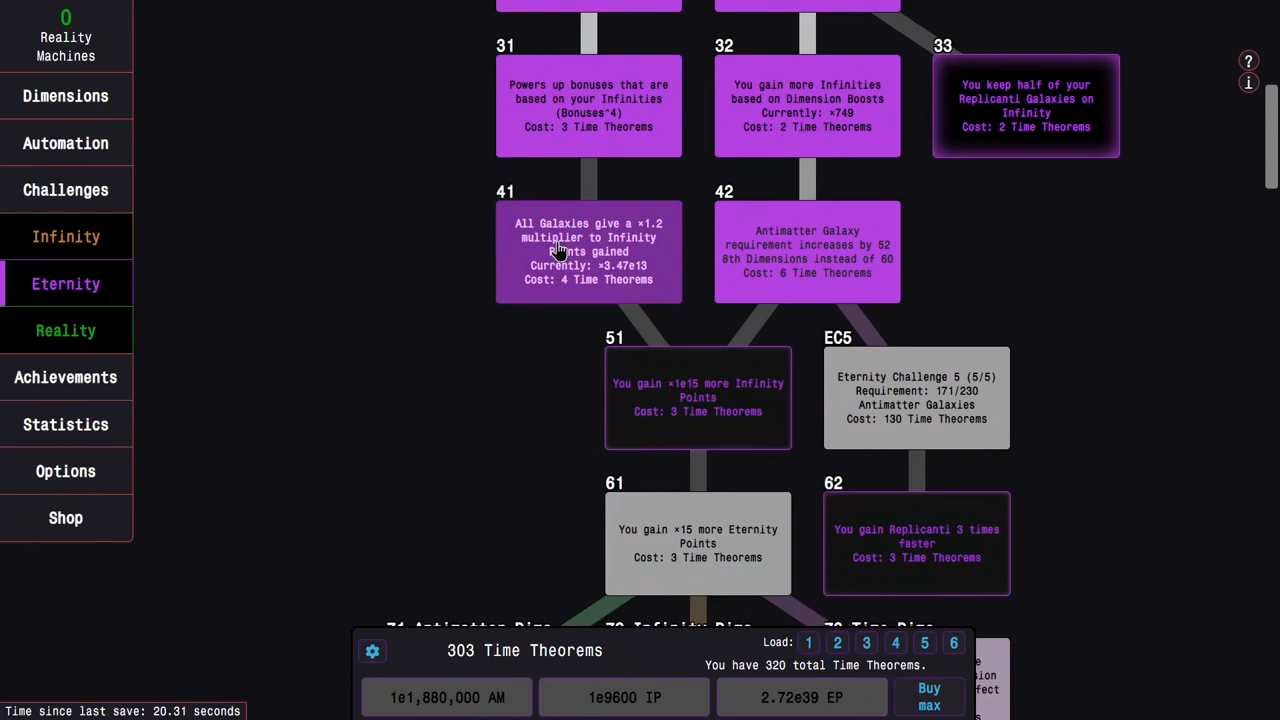 0
Reality
Machines
Dimensions
Automation
Challenges
Infinity
Eternity
Reality
Achievements
Statistics
Options
Shop
31
Powers up bonuses that are
based on your Infinities
(Bonuses^4)
Cost: 3 Time Theorems
32
You gain more Infinities
based on Dimension Boosts
Currently: ×749
Cost: 2 Time Theorems
33
You keep half of your
Replicanti Galaxies on
Infinity
Cost: 2 Time Theorems
?
i
41
All Galaxies give a ×1.2
multiplier to Infinity
Points gained
Currently: ×3.47e13
Cost: 4 Time Theorems
42
Antimatter Galaxy
requirement increases by 52
8th Dimensions instead of 60
Cost: 6 Time Theorems
51
You gain ×1e15 more Infinity
Points
Cost: 3 Time Theorems
EC5
Eternity Challenge 5 (5/5)
Requirement: 171/230
Antimatter Galaxies
Cost: 130 Time Theorems
61
You gain ×15 more Eternity
Points
Cost: 3 Time Theorems
62
You gain Replicanti 3 times
faster
Cost: 3 Time Theorems
303 Time Theorems
Load: 1 2 3 4 5 6
You have 320 total Time Theorems.
1e1,880,000 AM
1e9600 IP
2.72e39 EP
Buy
max
Time since last save: 20.31 seconds